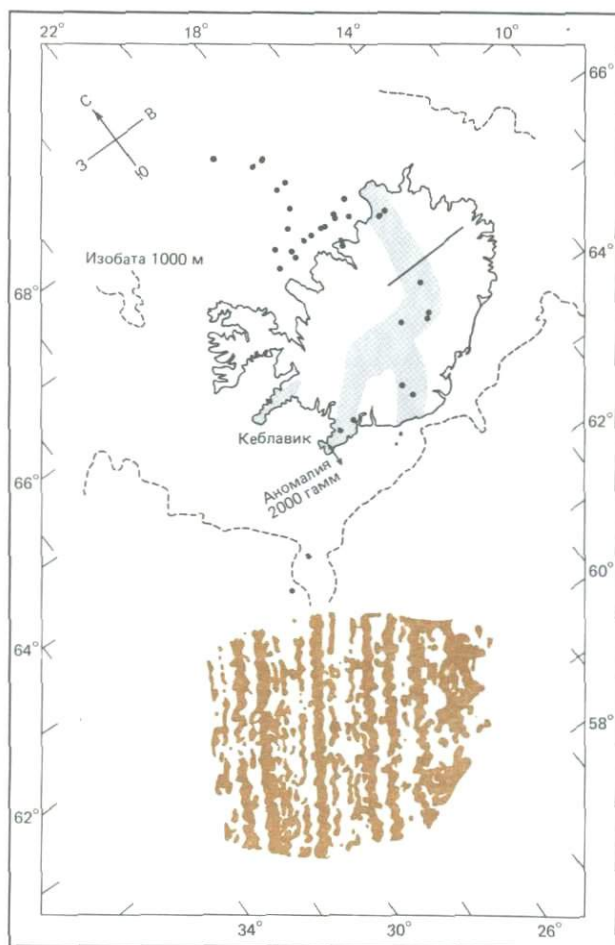 22° 18° 14° 10°
66°
С
В
З
Ю
64°
Изобата 1000 м
68°
62°
Кеблавик
66°
Аномалия
2000 гамм
60°
64°
58°
62°
34° 30° 26°